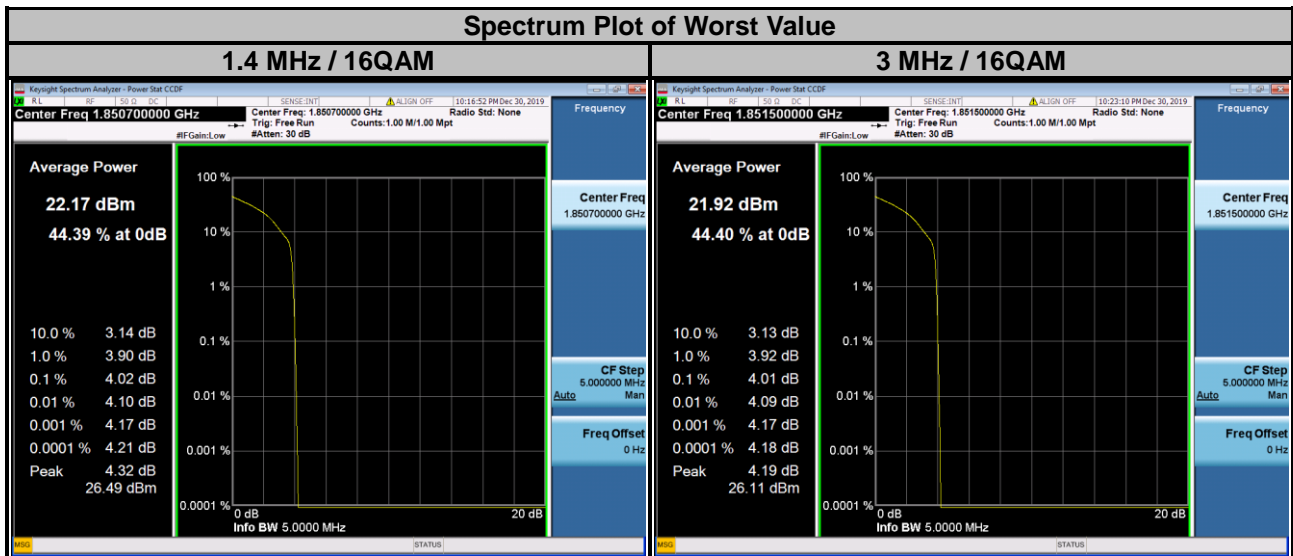 Spectrum Plot of Worst Value
1.4 MHz / 16QAM
3 MHz / 16QAM
Keysight Spectrum Analyzer - Power Stat CCDF
RL RF 50 Ω DC SENSE:INT ALIGN OFF 10:16:52 PM Dec 30, 2019
Center Freq 1.850700000 GHz
Center Freq: 1.850700000 GHz Radio Std: None
Trig: Free Run Counts:1.00 M/1.00 Mpt
#IFGain:Low #Atten: 30 dB
Frequency
Average Power
22.17 dBm
44.39 % at 0dB
10.0 % 3.14 dB
1.0 % 3.90 dB
0.1 % 4.02 dB
0.01 % 4.10 dB
0.001 % 4.17 dB
0.0001 % 4.21 dB
Peak 4.32 dB
26.49 dBm
100 %
10 %
1 %
0.1 %
0.01 %
0.001 %
0.0001 %
0 dB 20 dB
Info BW 5.0000 MHz
Center Freq
1.850700000 GHz
CF Step
5.000000 MHz
Auto Man
Freq Offset
0 Hz
MSG STATUS
Keysight Spectrum Analyzer - Power Stat CCDF
RL RF 50 Ω DC SENSE:INT ALIGN OFF 10:23:10 PM Dec 30, 2019
Center Freq 1.851500000 GHz
Center Freq: 1.851500000 GHz Radio Std: None
Trig: Free Run Counts:1.00 M/1.00 Mpt
#IFGain:Low #Atten: 30 dB
Frequency
Average Power
21.92 dBm
44.40 % at 0dB
10.0 % 3.13 dB
1.0 % 3.92 dB
0.1 % 4.01 dB
0.01 % 4.09 dB
0.001 % 4.17 dB
0.0001 % 4.18 dB
Peak 4.19 dB
26.11 dBm
100 %
10 %
1 %
0.1 %
0.01 %
0.001 %
0.0001 %
0 dB 20 dB
Info BW 5.0000 MHz
Center Freq
1.851500000 GHz
CF Step
5.000000 MHz
Auto Man
Freq Offset
0 Hz
MSG STATUS